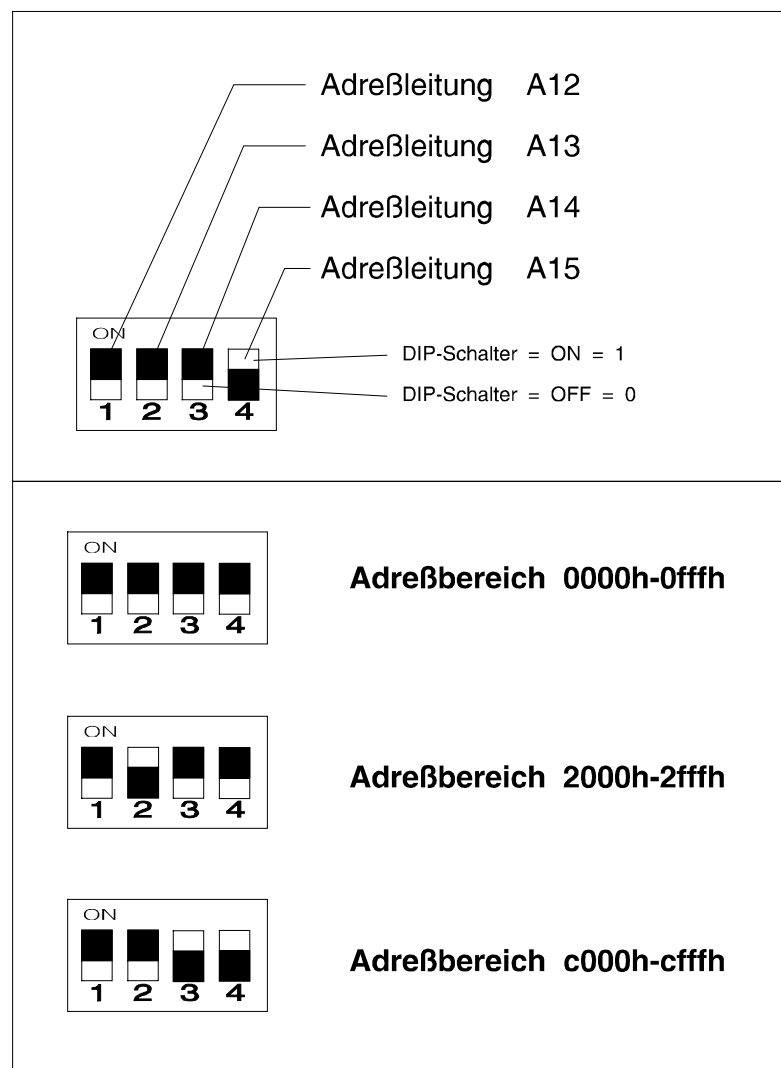 Adreßleitung A12
Adreßleitung A13
Adreßleitung A14
Adreßleitung A15
ON
DIP-Schalter = ON = 1
DIP-Schalter = OFF = 0
1 2 3 4
ON
Adreßbereich 0000h-0fffh
1 2 3 4
ON
Adreßbereich 2000h-2fffh
1 2 3 4
ON
Adreßbereich c000h-cfffh
1 2 3 4